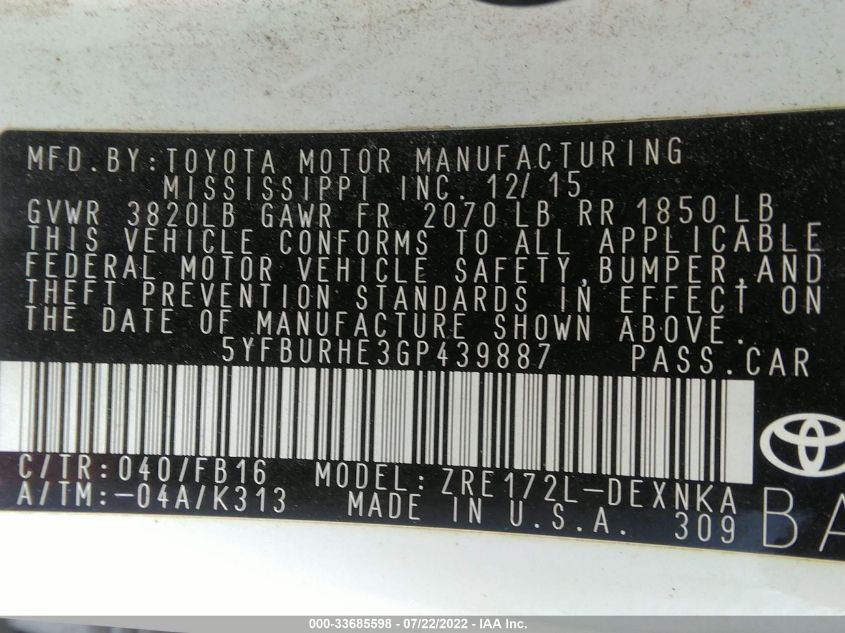 MFD.BY:TOYOTA MOTOR MANUFACTURING
MISSISSIPPI INC. 12/15
GVWR 3820LB GAWR FR 2070 LB RR 1850 LB
THIS VEHICLE CONFORMS TO ALL APPLICABLE
FEDERAL MOTOR VEHICLE SAFETY,BUMPER,AND
THEFT PREVENTION STANDARDS IN EFFECT ON
THE DATE OF MANUFACTURE SHOWN ABOVE.
5YFBURHE3GP439887 PASS.CAR
C/TR:040/FB16 MODEL:ZRE172L-DEXNKA
A/TM:-04A/K313 MADE IN U.S.A. 309
BA
000-33685598 - 07/22/2022 - IAA Inc.